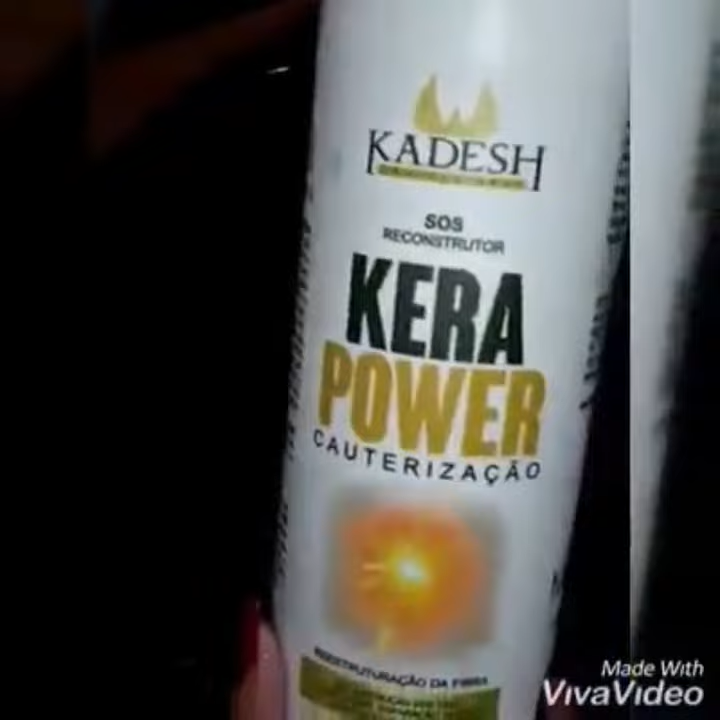 KADESH
SOS
RECONSTRUTOR
KERA
POWER
CAUTERIZAÇÃO
REESTRUTURAÇÃO DA FIBRA
Made With
VivaVideo